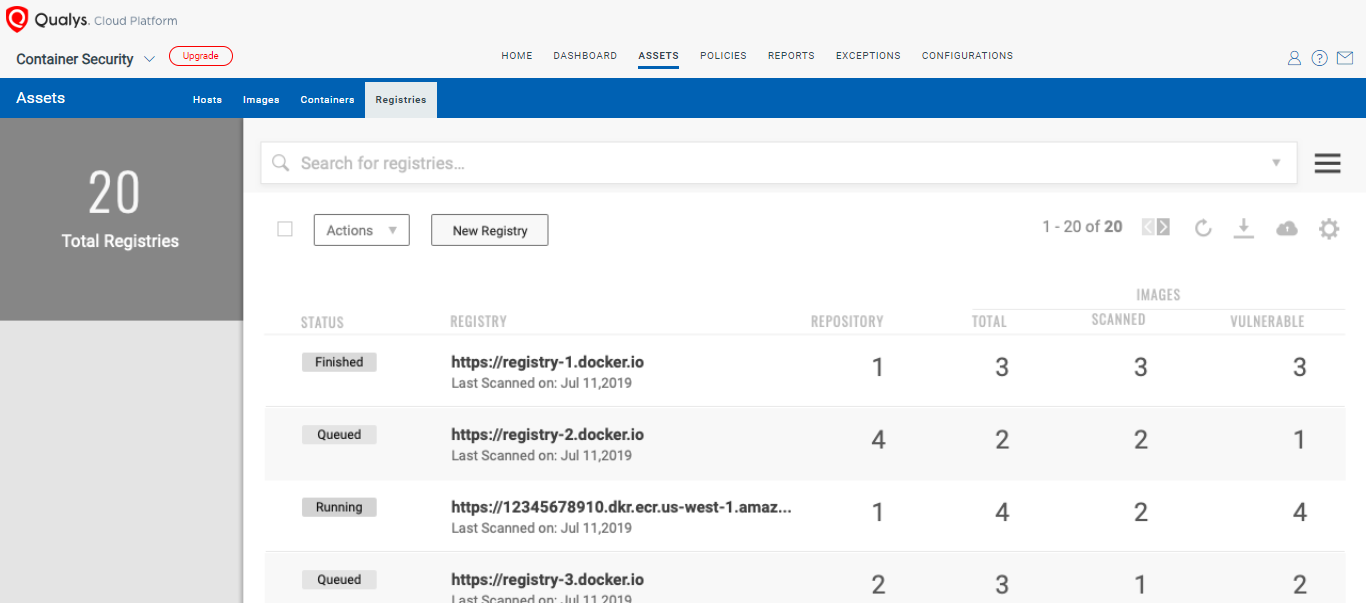 Qualys. Cloud Platform
Container Security Upgrade HOME DASHBOARD ASSETS POLICIES REPORTS EXCEPTIONS CONFIGURATIONS ?
Assets Hosts Images Containers Registries
20
Total Registries
Search for registries...
Actions New Registry 1 - 20 of 20
IMAGES
STATUS REGISTRY REPOSITORY TOTAL SCANNED VULNERABLE
Finished https://registry-1.docker.io 1 3 3 3
Last Scanned on: Jul 11,2019
Queued https://registry-2.docker.io 4 2 2 1
Last Scanned on: Jul 11,2019
Running https://12345678910.dkr.ecr.us-west-1.amaz... 1 4 2 4
Last Scanned on: Jul 11,2019
Queued https://registry-3.docker.io 2 3 1 2
Last Scanned on: Jul 11,2019